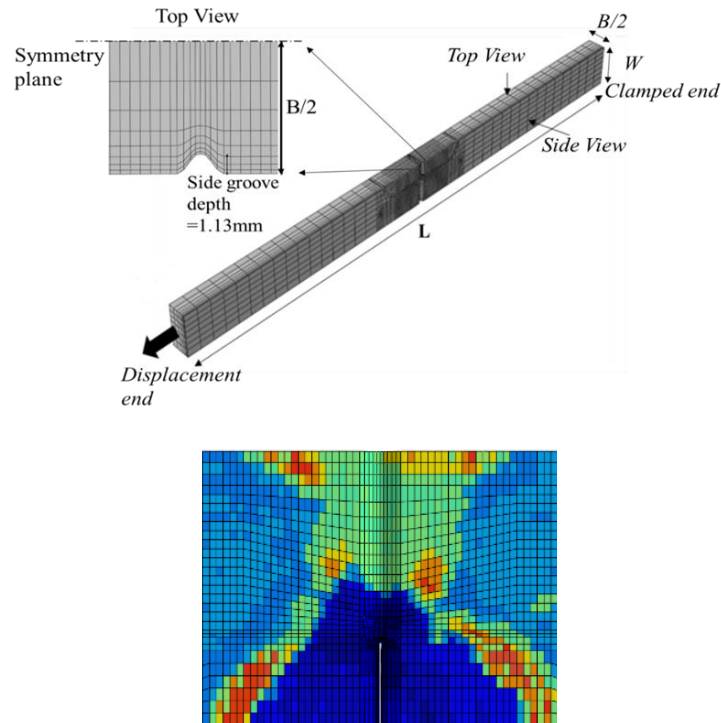 Top View
Symmetry
plane
B/2
Side groove
depth
=1.13mm
B/2
W
Top View
Clamped end
Side View
L
Displacement
end